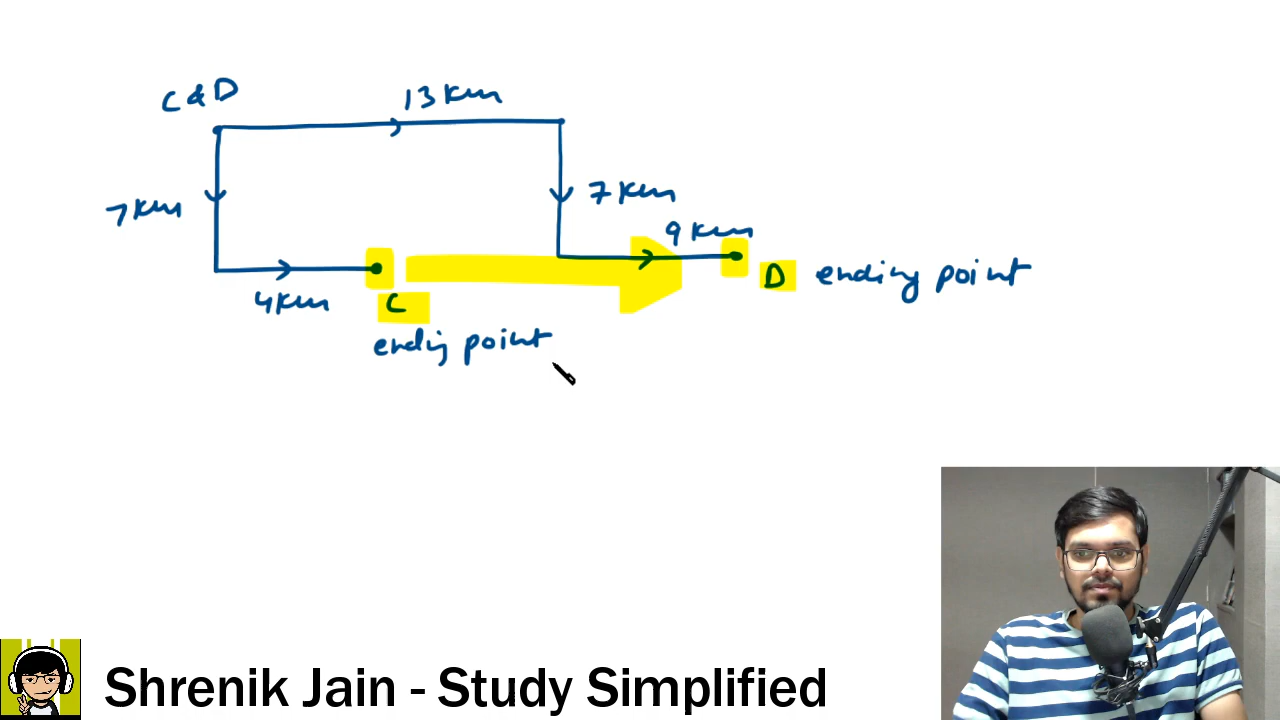 C & D
13 Km
7 Km
7 Km
9 Km
4 Km
C
D ending point
ending point
Shrenik Jain - Study Simplified